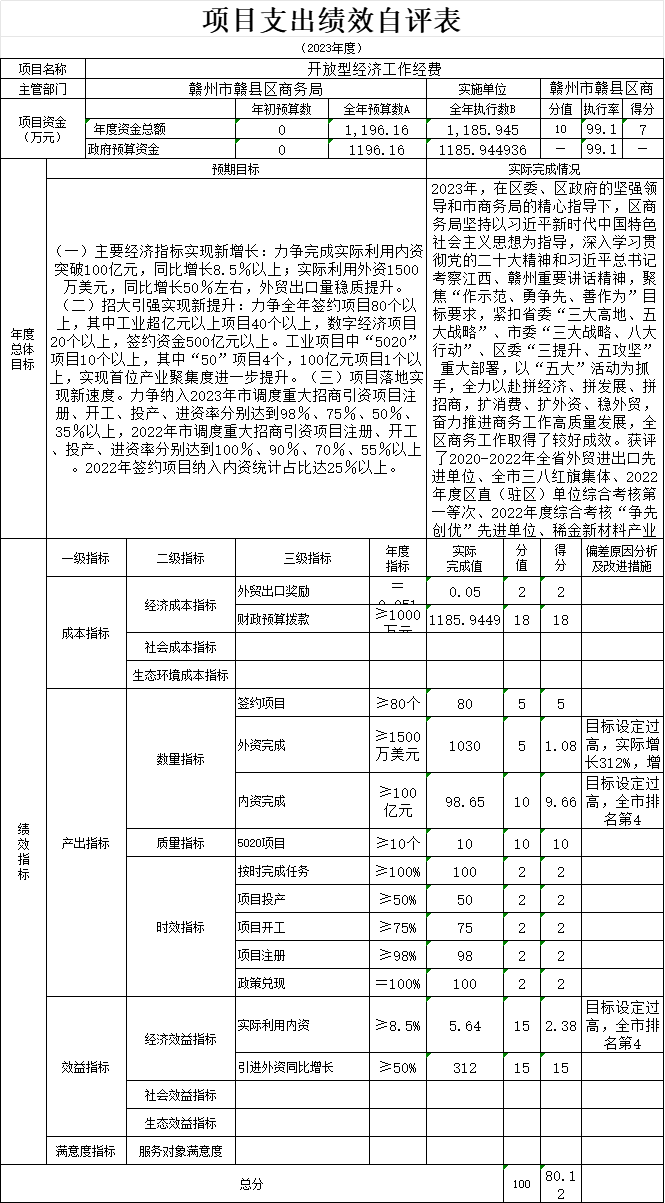 项目支出绩效自评表
（2023年度）
项目名称 开放型经济工作经费
主管部门 赣州市赣县区商务局 实施单位 赣州市赣县区商
项目资金
（万元）
年初预算数 全年预算数A 全年执行数B 分值 执行率 得分
年度资金总额 0 1,196.16 1,185.945 10 99.1 7
政府预算资金 0 1196.16 1185.944936 — 99.1 —
年度
总体
目标
预期目标
（一）主要经济指标实现新增长：力争完成实际利用内资
突破100亿元，同比增长8.5%以上；实际利用外资1500
万美元，同比增长50%左右，外贸出口量稳质提升。
（二）招大引强实现新提升：力争全年签约项目80个以
上，其中工业超亿元以上项目40个以上，数字经济项目
20个以上，签约资金500亿元以上。工业项目中“5020”
项目10个以上，其中“50”项目4个，100亿元项目1个以
上，实现首位产业聚集度进一步提升。（三）项目落地实
现新速度。力争纳入2023年市调度重大招商引资项目注
册、开工、投产、进资率分别达到98%、75%、50%、
35%以上，2022年市调度重大招商引资项目注册、开工
、投产、进资率分别达到100%、90%、70%、55%以上
。2022年签约项目纳入内资统计占比达25%以上。
实际完成情况
2023年，在区委、区政府的坚强领
导和市商务局的精心指导下，区商
务局坚持以习近平新时代中国特色
社会主义思想为指导，深入学习贯
彻党的二十大精神和习近平总书记
考察江西、赣州重要讲话精神，聚
焦“作示范、勇争先、善作为”目
标要求，紧扣省委“三大高地、五
大战略”、市委“三大战略、八大
行动”、区委“三提升、五攻坚”
重大部署，以“五大”活动为抓
手，全力以赴拼经济、拼发展、拼
招商，扩消费、扩外资、稳外贸，
奋力推进商务工作高质量发展，全
区商务工作取得了较好成效。获评
了2020-2022年全省外贸进出口先
进单位、全市三八红旗集体、2022
年度区直（驻区）单位综合考核第
一等次、2022年度综合考核“争先
创优”先进单位、稀金新材料产业
绩
效
指
标
一级指标 二级指标 三级指标 年度
指标 实际
完成值 分
值 得
分 偏差原因分析
及改进措施
成本指标 经济成本指标 外贸出口奖励 ＝
0.051 0.05 2 2
财政预算拨款 ≥1000
万元 1185.9449 18 18
社会成本指标
生态环境成本指标
产出指标 数量指标 签约项目 ≥80个 80 5 5
外资完成 ≥1500
万美元 1030 5 1.08 目标设定过
高，实际增
长312%，增
内资完成 ≥100
亿元 98.65 10 9.66 目标设定过
高，全市排
名第4
质量指标 5020项目 ≥10个 10 10 10
时效指标 按时完成任务 ≥100% 100 2 2
项目投产 ≥50% 50 2 2
项目开工 ≥75% 75 2 2
项目注册 ≥98% 98 2 2
政策兑现 ＝100% 100 2 2
效益指标 经济效益指标 实际利用内资 ≥8.5% 5.64 15 2.38 目标设定过
高，全市排
名第4
引进外资同比增长 ≥50% 312 15 15
社会效益指标
生态效益指标
满意度指标 服务对象满意度
总分 100 80.1
2